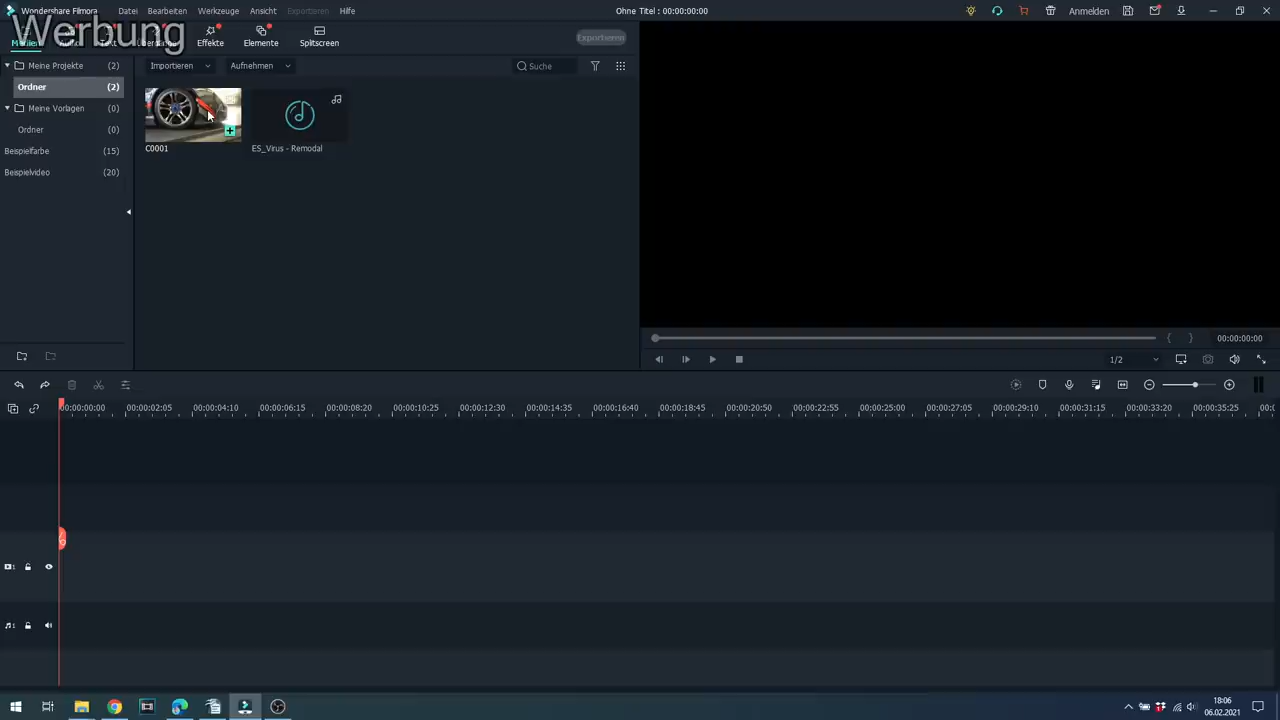 Wondershare Filmora Datei Bearbeiten Werkzeuge Ansicht Exportieren Hilfe Ohne Titel : 00:00:00:00 Anmelden
Werbung
Effekte Elemente Splitscreen Exportieren
Meine Projekte (2) Importieren Aufnehmen Suche
Ordner (2)
Meine Vorlagen (0)
Ordner (0)
C0001 ES_Virus - Remodal
Beispielfarbe (15)
Beispielvideo (20)
00:00:00:00
1/2
00:00:00:00 00:00:02:05 00:00:04:10 00:00:06:15 00:00:08:20 00:00:10:25 00:00:12:30 00:00:14:35 00:00:16:40 00:00:18:45 00:00:20:50 00:00:22:55 00:00:25:00 00:00:27:05 00:00:29:10 00:00:31:15 00:00:33:20 00:00:35:25
1
1
18:06
06.02.2021